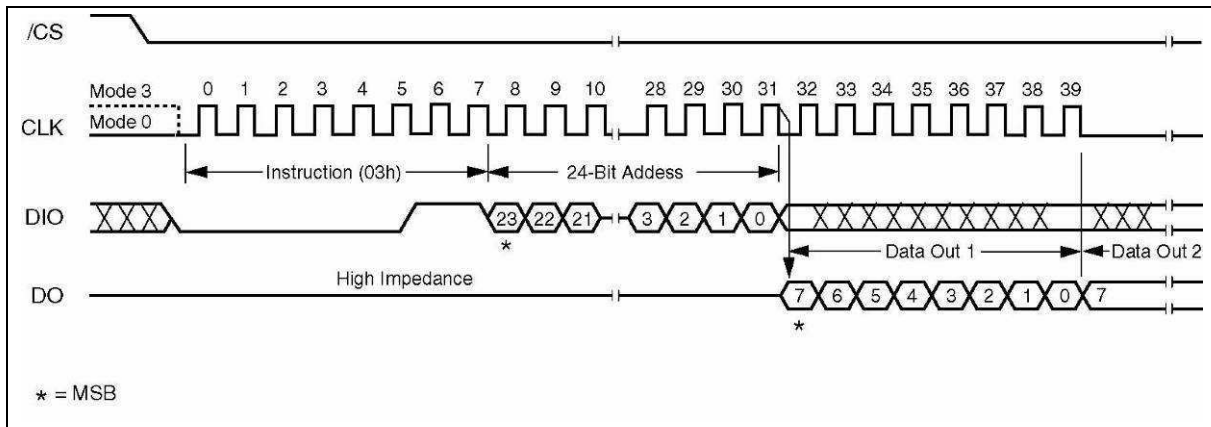 /CS
Mode 3
Mode 0
CLK
0 1 2 3 4 5 6 7 8 9 10 28 29 30 31 32 33 34 35 36 37 38 39
Instruction (03h)
24-Bit Addess
DIO
23 22 21 3 2 1 0
*
Data Out 1
Data Out 2
High Impedance
DO
7 6 5 4 3 2 1 0 7
*
* = MSB